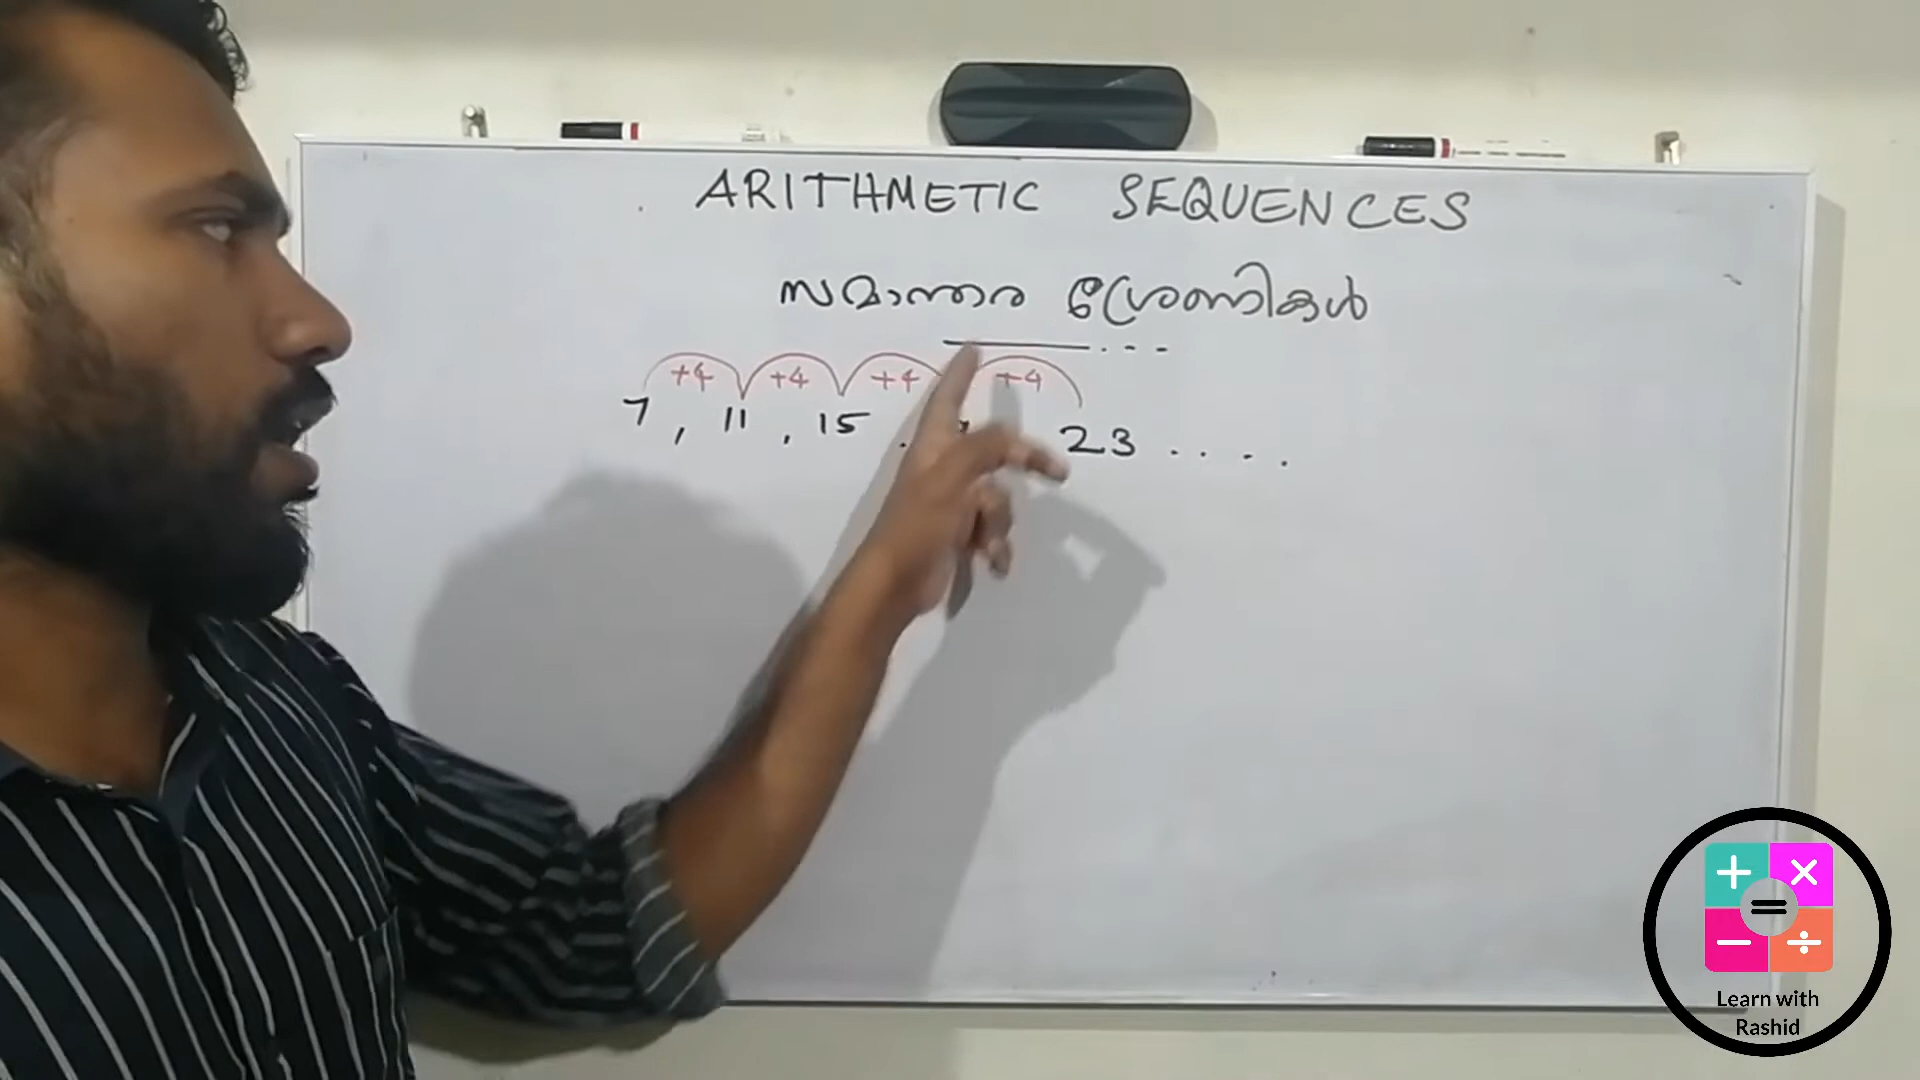 ARITHMETIC SEQUENCES
സമാന്തര ശ്രേണികൾ
+4 +4 +4 +4
7, 11, 15, 23 ....
Learn with
Rashid